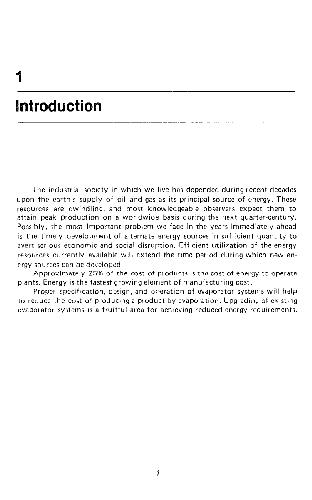 1
Introduction
The industrial society in which we live has depended during recent decades
upon the earth's supply of oil and gas as its principal source of energy. These
resources are dwindling, and most knowledgeable observers expect them to
attain peak production on a worldwide basis during the next quarter-century.
Possibly, the most important problem we face in the years immediately ahead
is the timely development of alternate energy sources in sufficient quantity to
avert serious economic and social disruption. Efficient utilization of the energy
resources currently available will extend the time period during which new en-
ergy sources can be developed.
Approximately 25% of the cost of products is the cost of energy to operate
plants. Energy is the fastest growing element of manufacturing cost.
Proper specification, design, and operation of evaporator systems will help
to reduce the cost of producing a product by evaporation. Upgrading of existing
evaporator systems is a fruitful area for achieving reduced energy requirements.
1